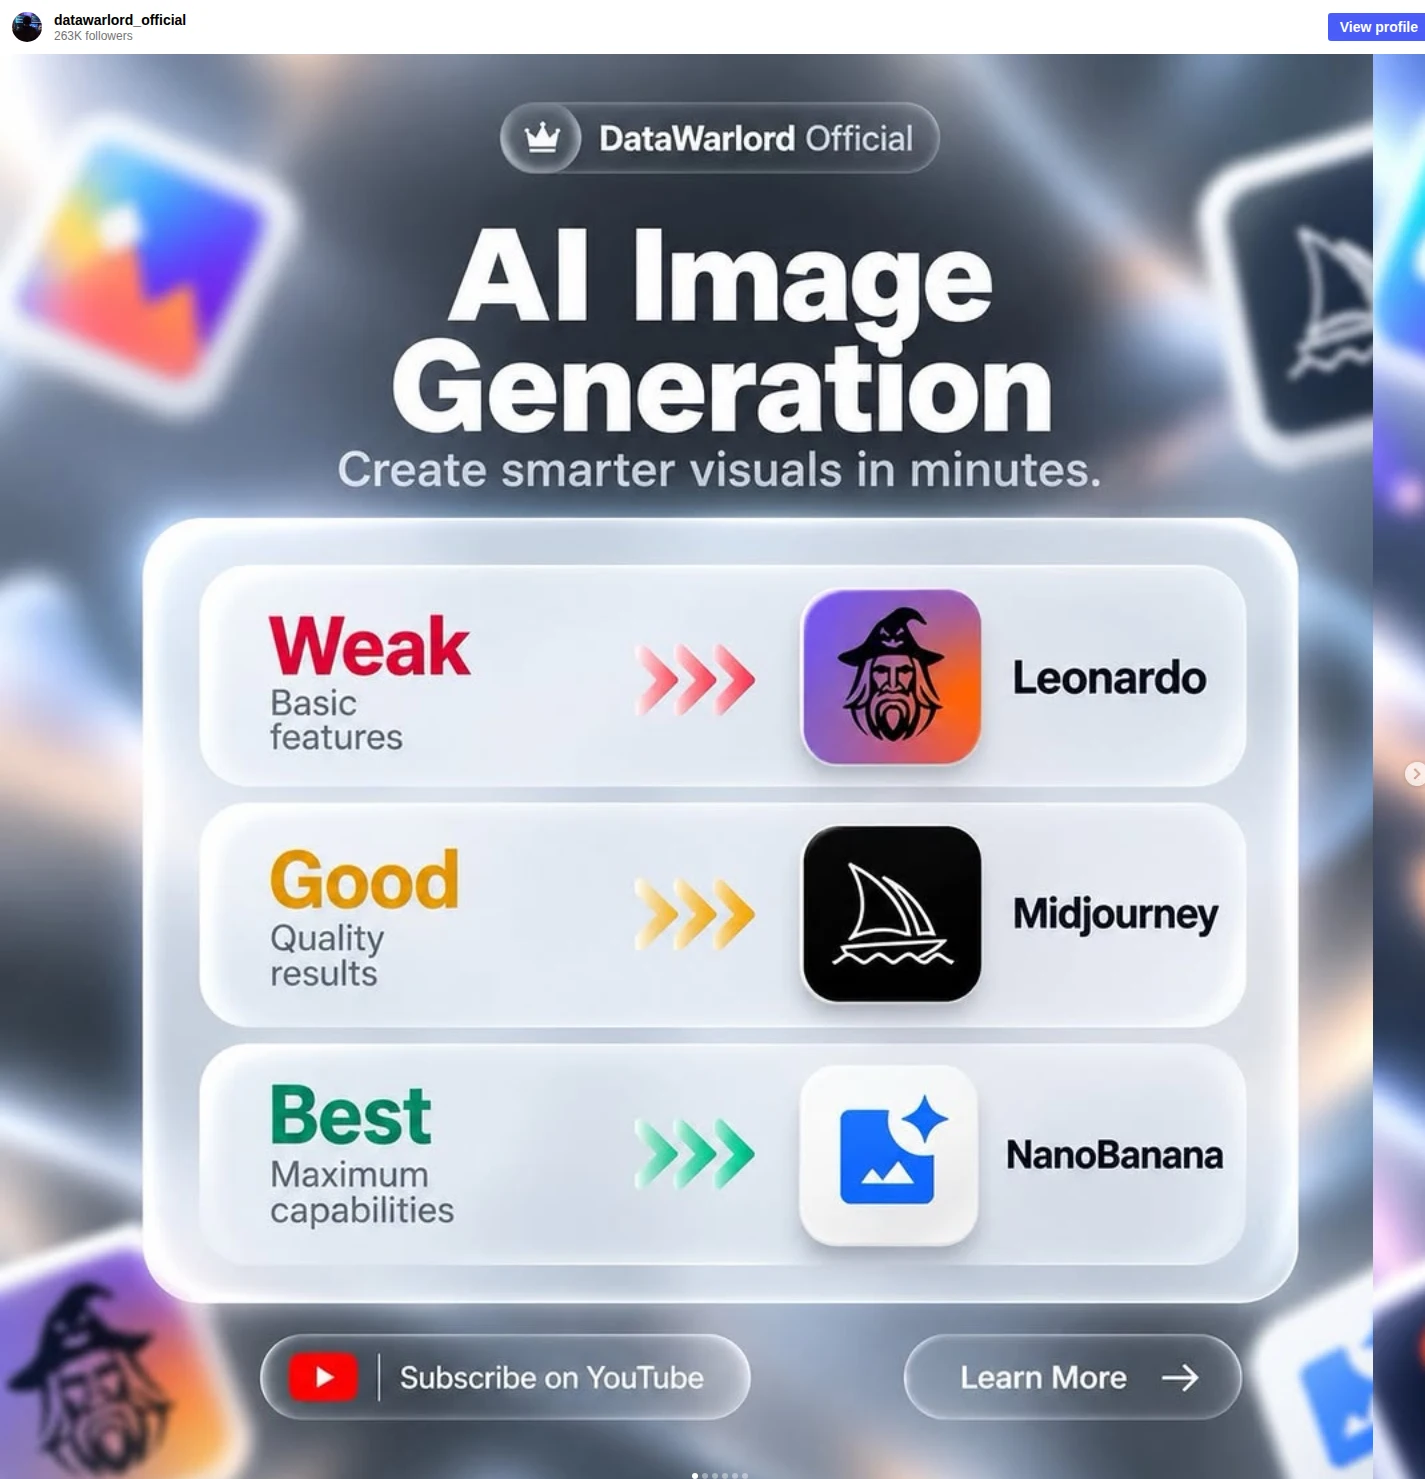 datawarlord_official
263K followers
View profile
DataWarlord Official
AI Image
Generation
Create smarter visuals in minutes.
Weak
Basic
features
Leonardo
Good
Quality
results
Midjourney
Best
Maximum
capabilities
NanoBanana
Subscribe on YouTube
Learn More